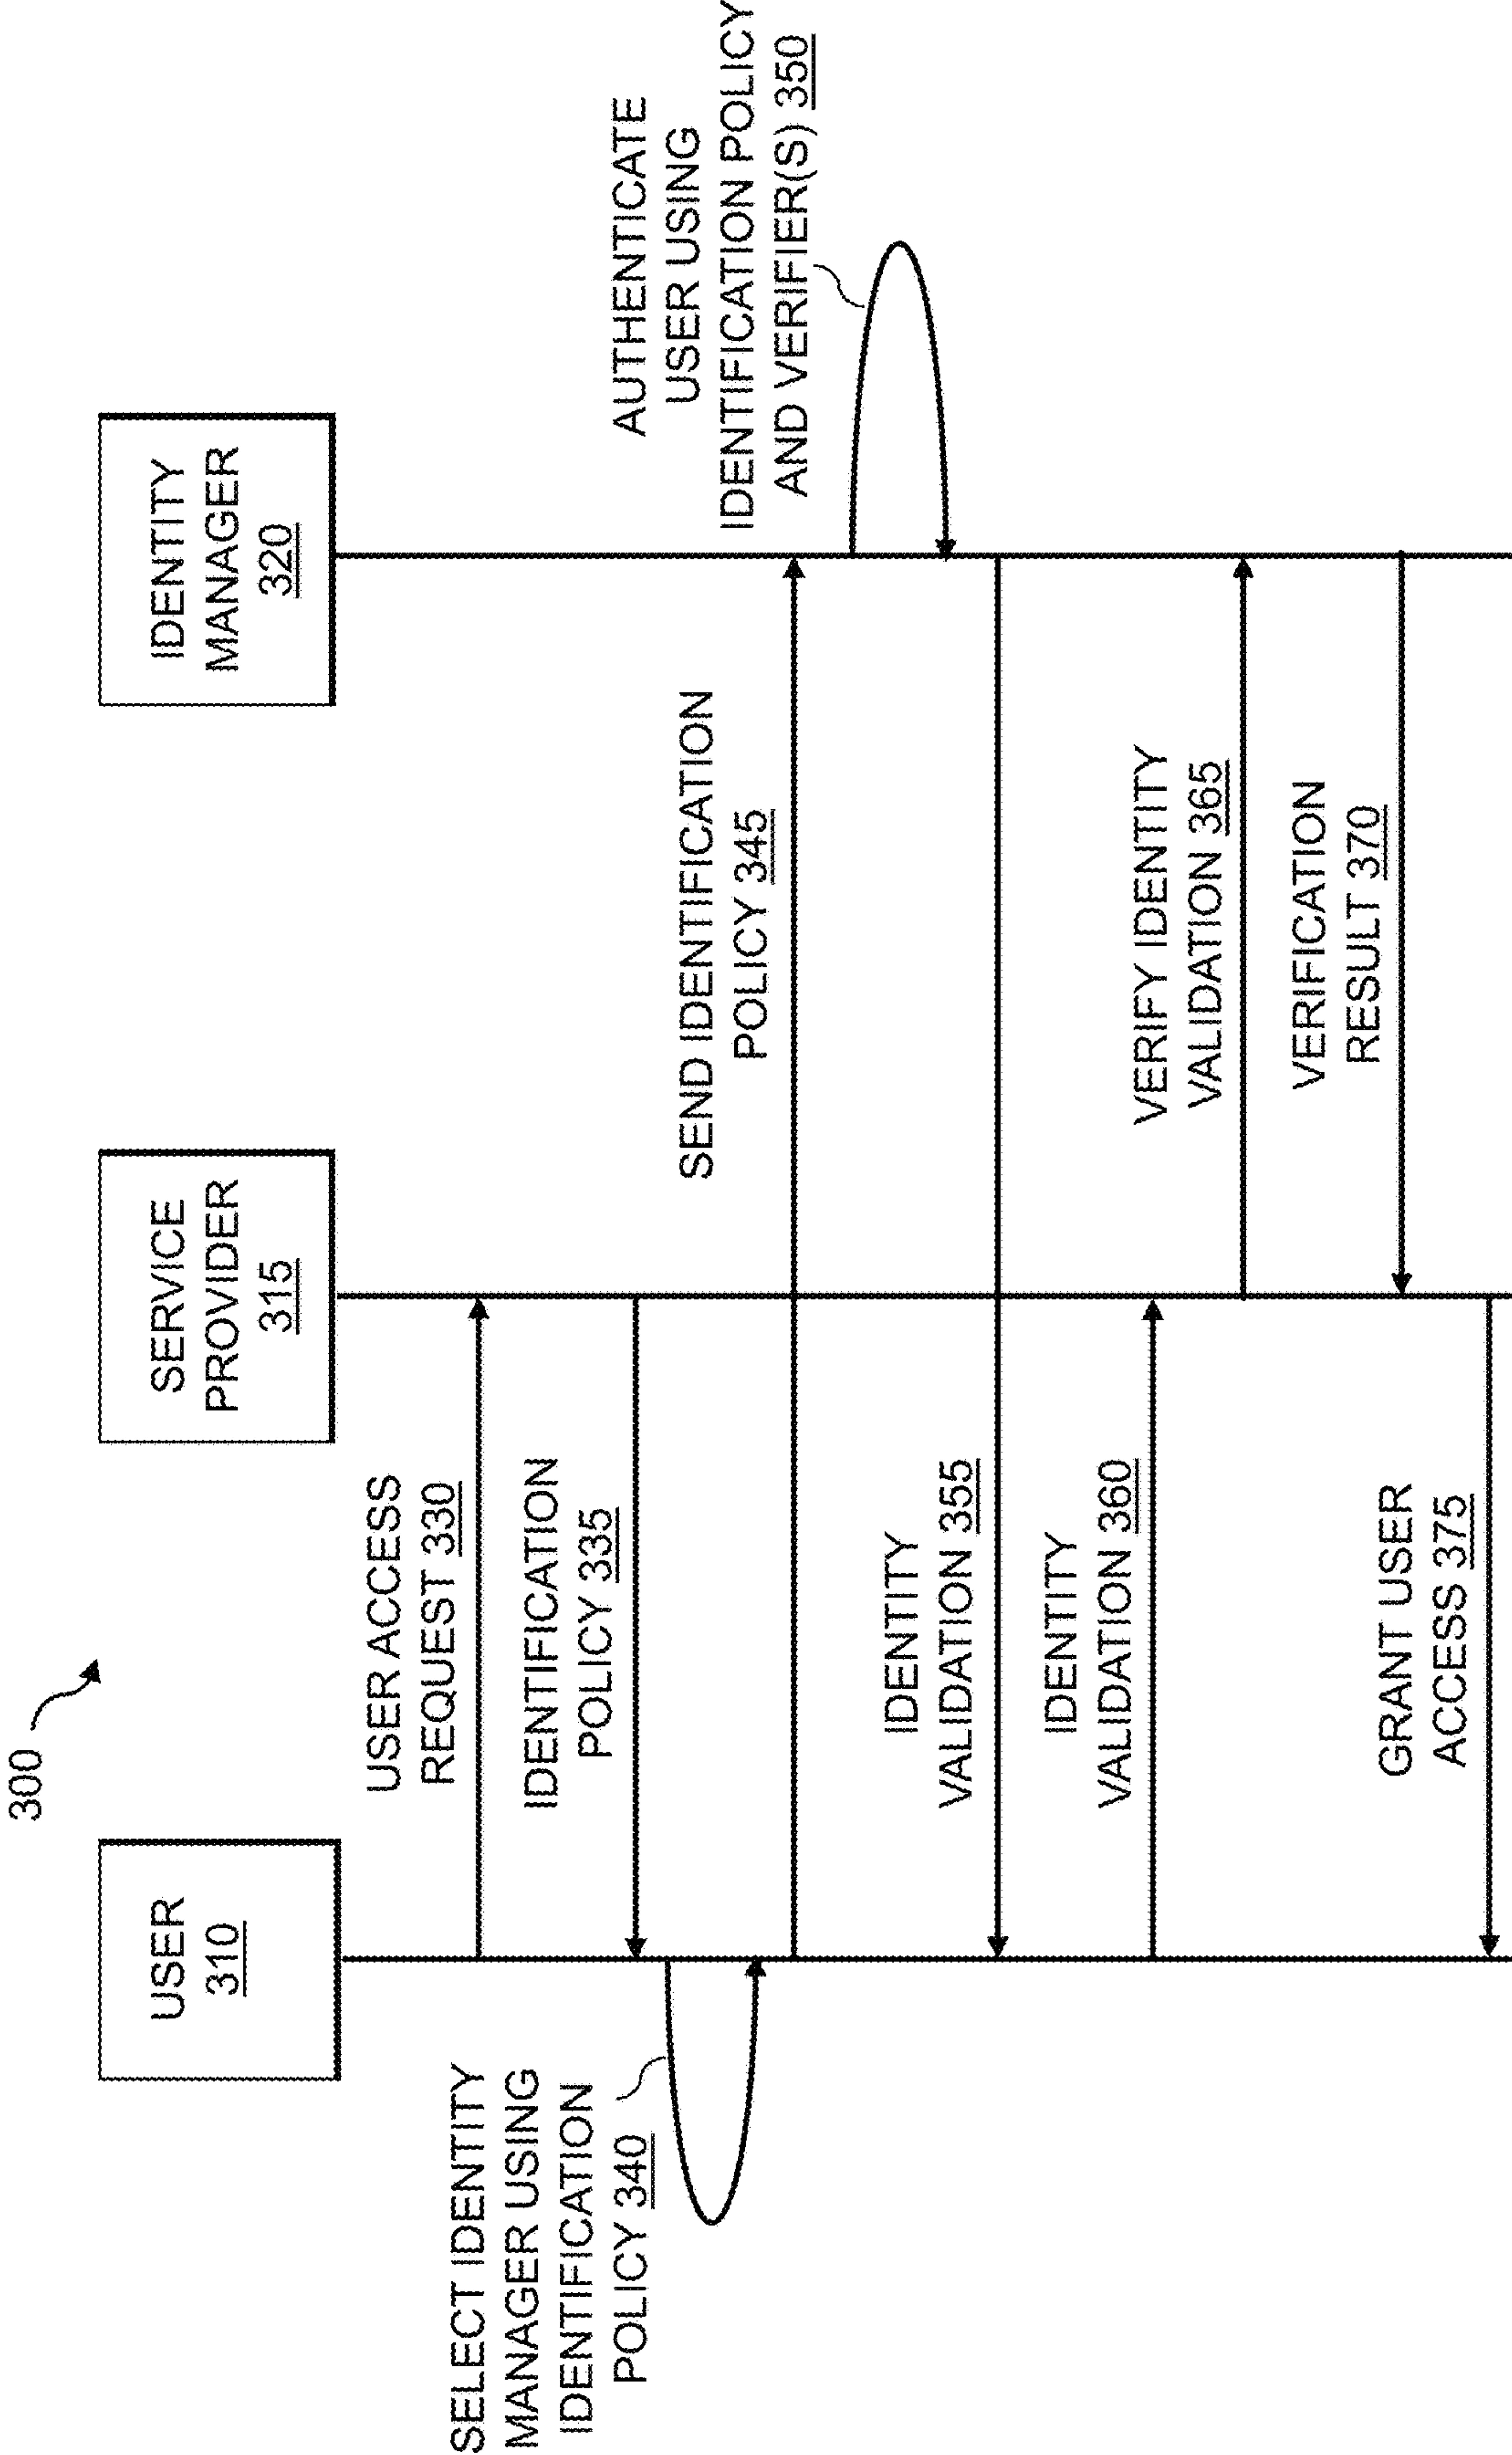 300
USER
310
SERVICE
PROVIDER
315
IDENTITY
MANAGER
320
USER ACCESS
REQUEST 330
IDENTIFICATION
POLICY 335
SELECT IDENTITY
MANAGER USING
IDENTIFICATION
POLICY 340
SEND IDENTIFICATION
POLICY 345
AUTHENTICATE
USER USING
IDENTIFICATION POLICY
AND VERIFIER(S) 350
IDENTITY
VALIDATION 355
IDENTITY
VALIDATION 360
VERIFY IDENTITY
VALIDATION 365
VERIFICATION
RESULT 370
GRANT USER
ACCESS 375